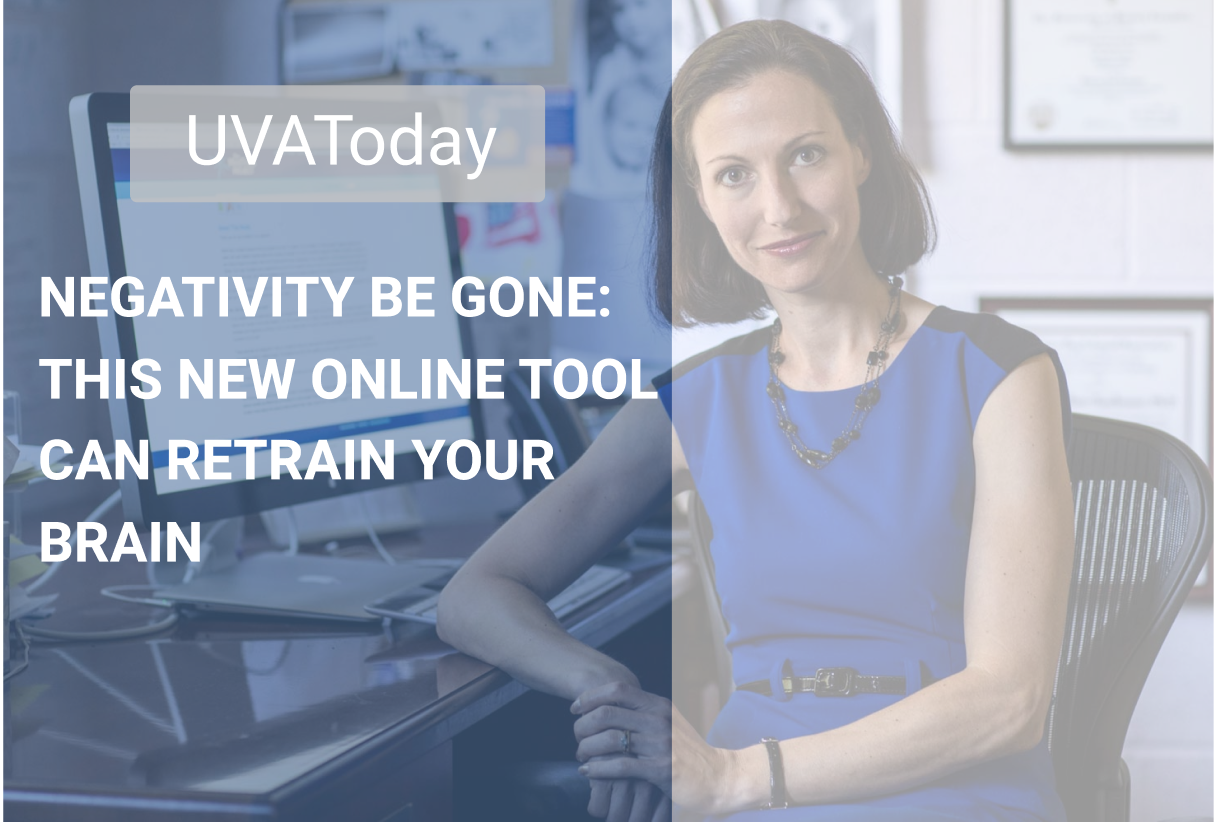 UVAToday
NEGATIVITY BE GONE:
THIS NEW ONLINE TOOL
CAN RETRAIN YOUR
BRAIN